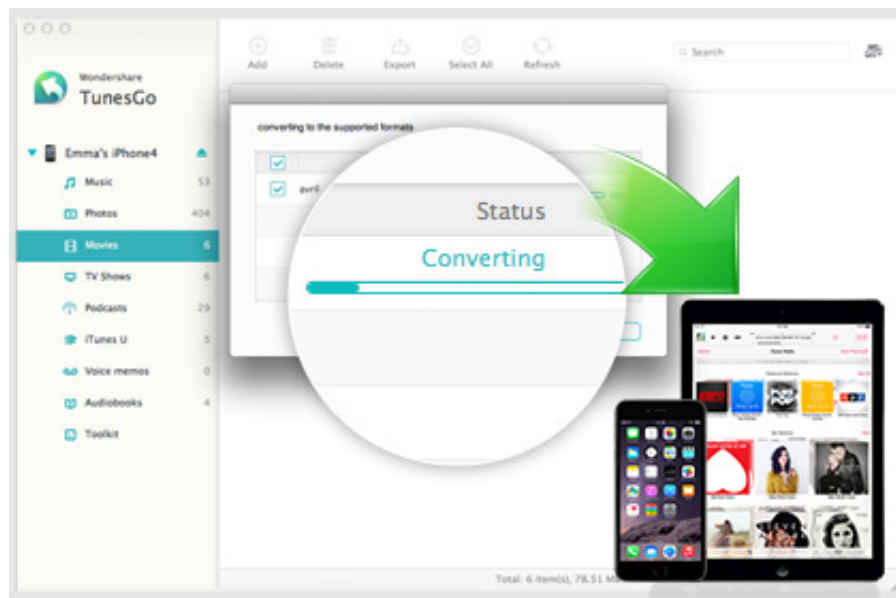 Wondershare
TunesGo
Add Delete Export Select All Refresh
Search
Emma's iPhone4
Music 53
Photos 404
Movies 6
TV Shows 6
Podcasts 29
iTunes U 5
Voice memos 0
Audiobooks 4
Toolkit
converting to the supported formats
avril
Status
Converting
Total: 6 item(s), 78.51 M